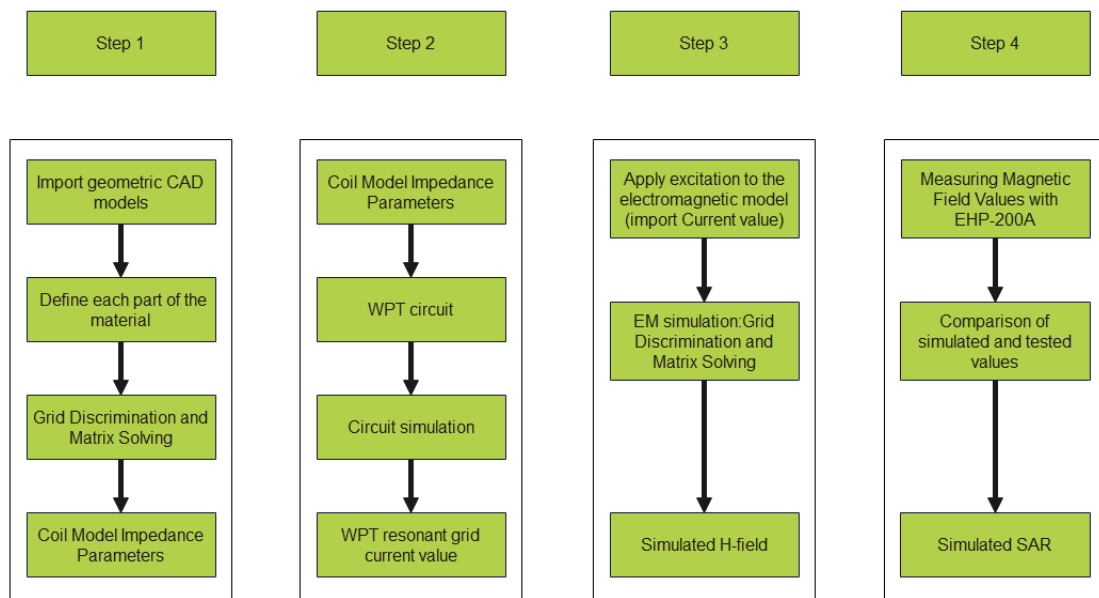 Step 1
Step 2
Step 3
Step 4
Import geometric CAD
models
Define each part of the
material
Grid Discrimination and
Matrix Solving
Coil Model Impedance
Parameters
Coil Model Impedance
Parameters
WPT circuit
Circuit simulation
WPT resonant grid
current value
Apply excitation to the
electromagnetic model
(import Current value)
EM simulation:Grid
Discrimination and
Matrix Solving
Simulated H-field
Measuring Magnetic
Field Values with
EHP-200A
Comparison of
simulated and tested
values
Simulated SAR